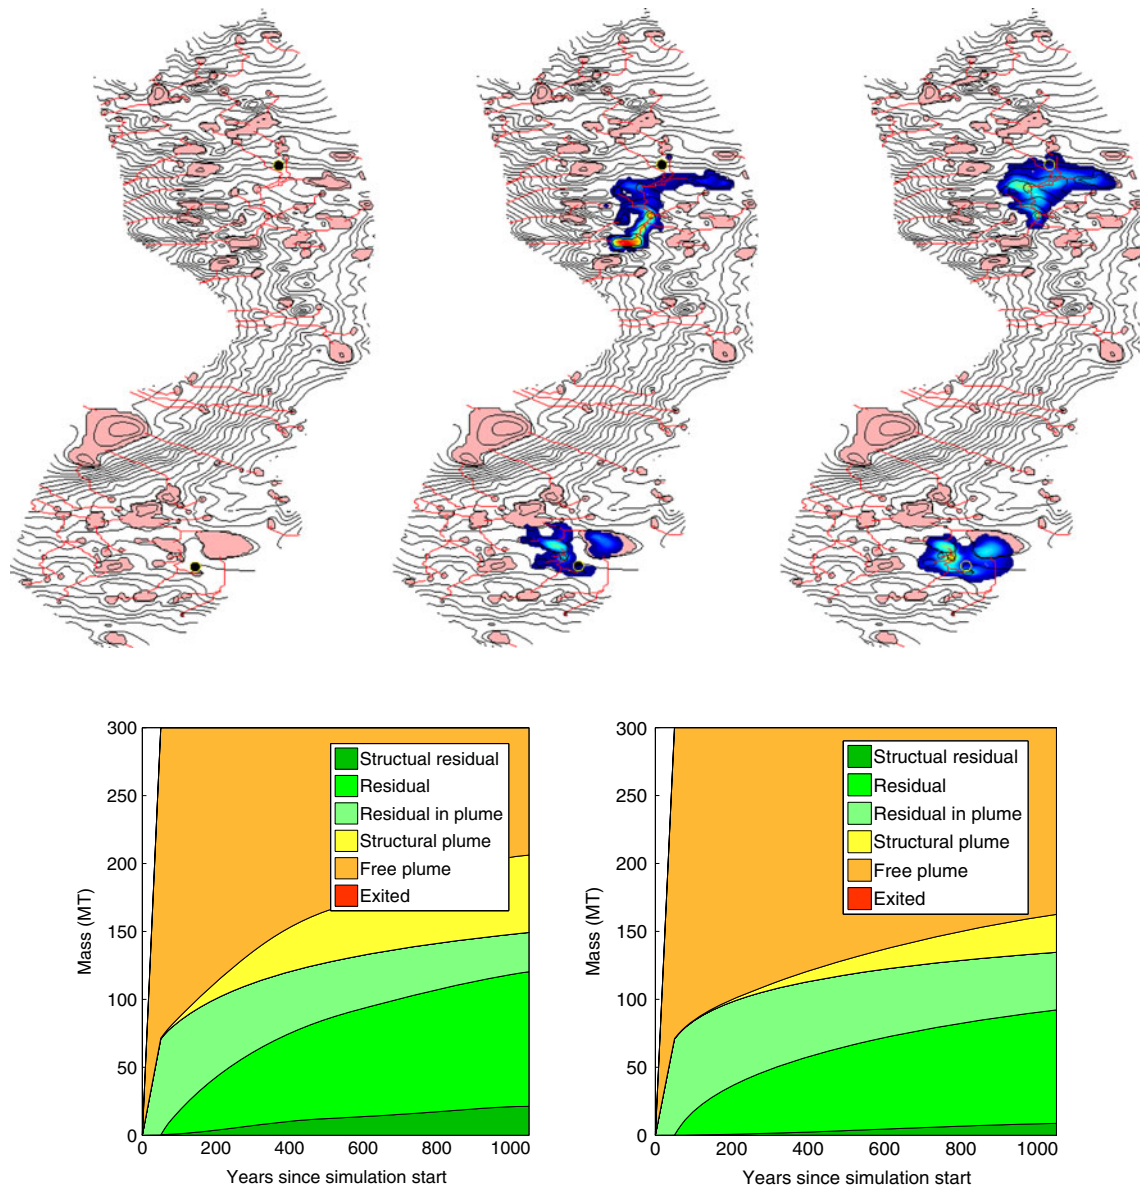 300
250
200
150
100
50
0
Mass (MT)
Structual residual
Residual
Residual in plume
Structural plume
Free plume
Exited
0 200 400 600 800 1000
Years since simulation start
300
250
200
150
100
50
0
Mass (MT)
Structual residual
Residual
Residual in plume
Structural plume
Free plume
Exited
0 200 400 600 800 1000
Years since simulation start